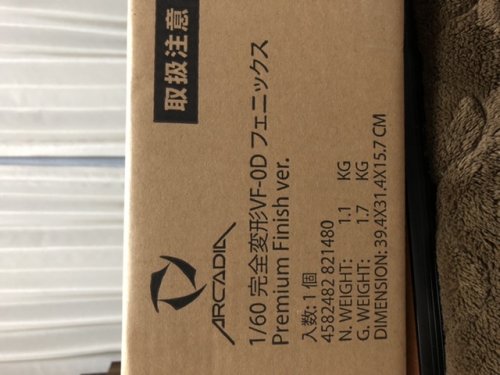 取扱注意
ARCADIA
1/60 完全変形VF-0D フェニックス
Premium Finish ver.
入数: 1 個
4582482 821480
N. WEIGHT: 1.1 KG
G. WEIGHT: 1.7 KG
DIMENSION: 39.4X31.4X15.7 CM